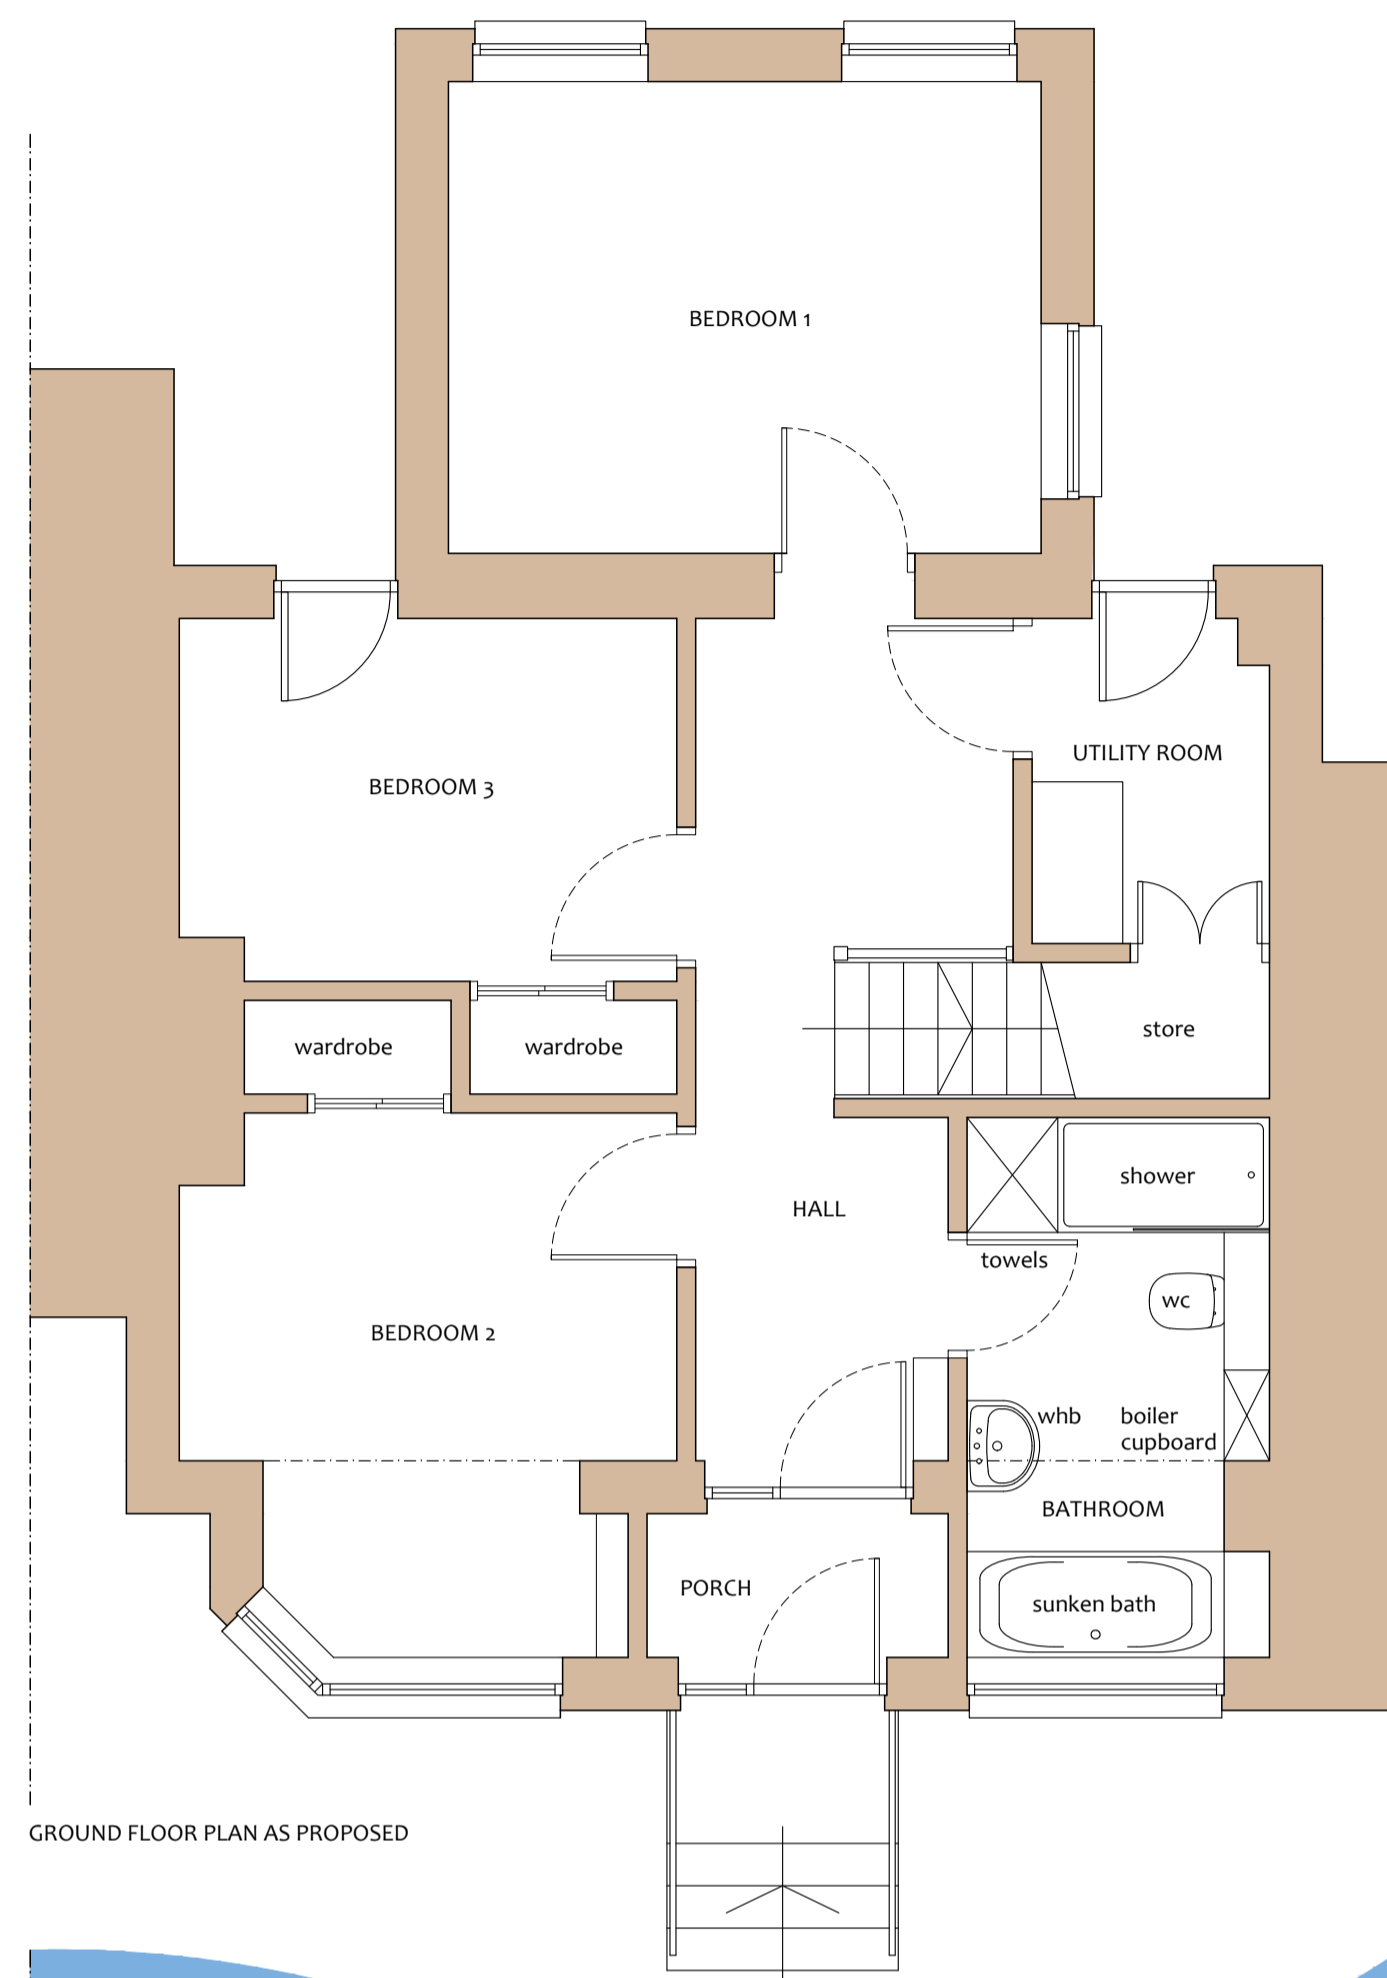 BEDROOM 1
UTILITY ROOM
BEDROOM 3
store
wardrobe
wardrobe
shower
HALL
towels
wc
BEDROOM 2
whb
boiler
cupboard
BATHROOM
PORCH
sunken bath
GROUND FLOOR PLAN AS PROPOSED